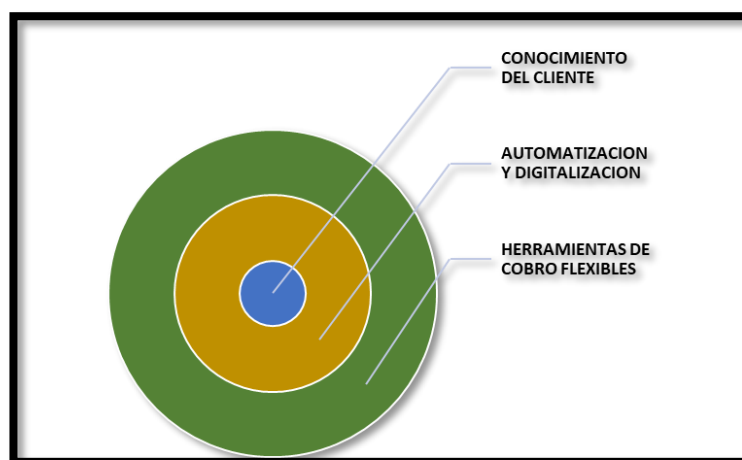 CONOCIMIENTO
DEL CLIENTE
AUTOMATIZACION
Y DIGITALIZACION
HERRAMIENTAS DE
COBRO FLEXIBLES